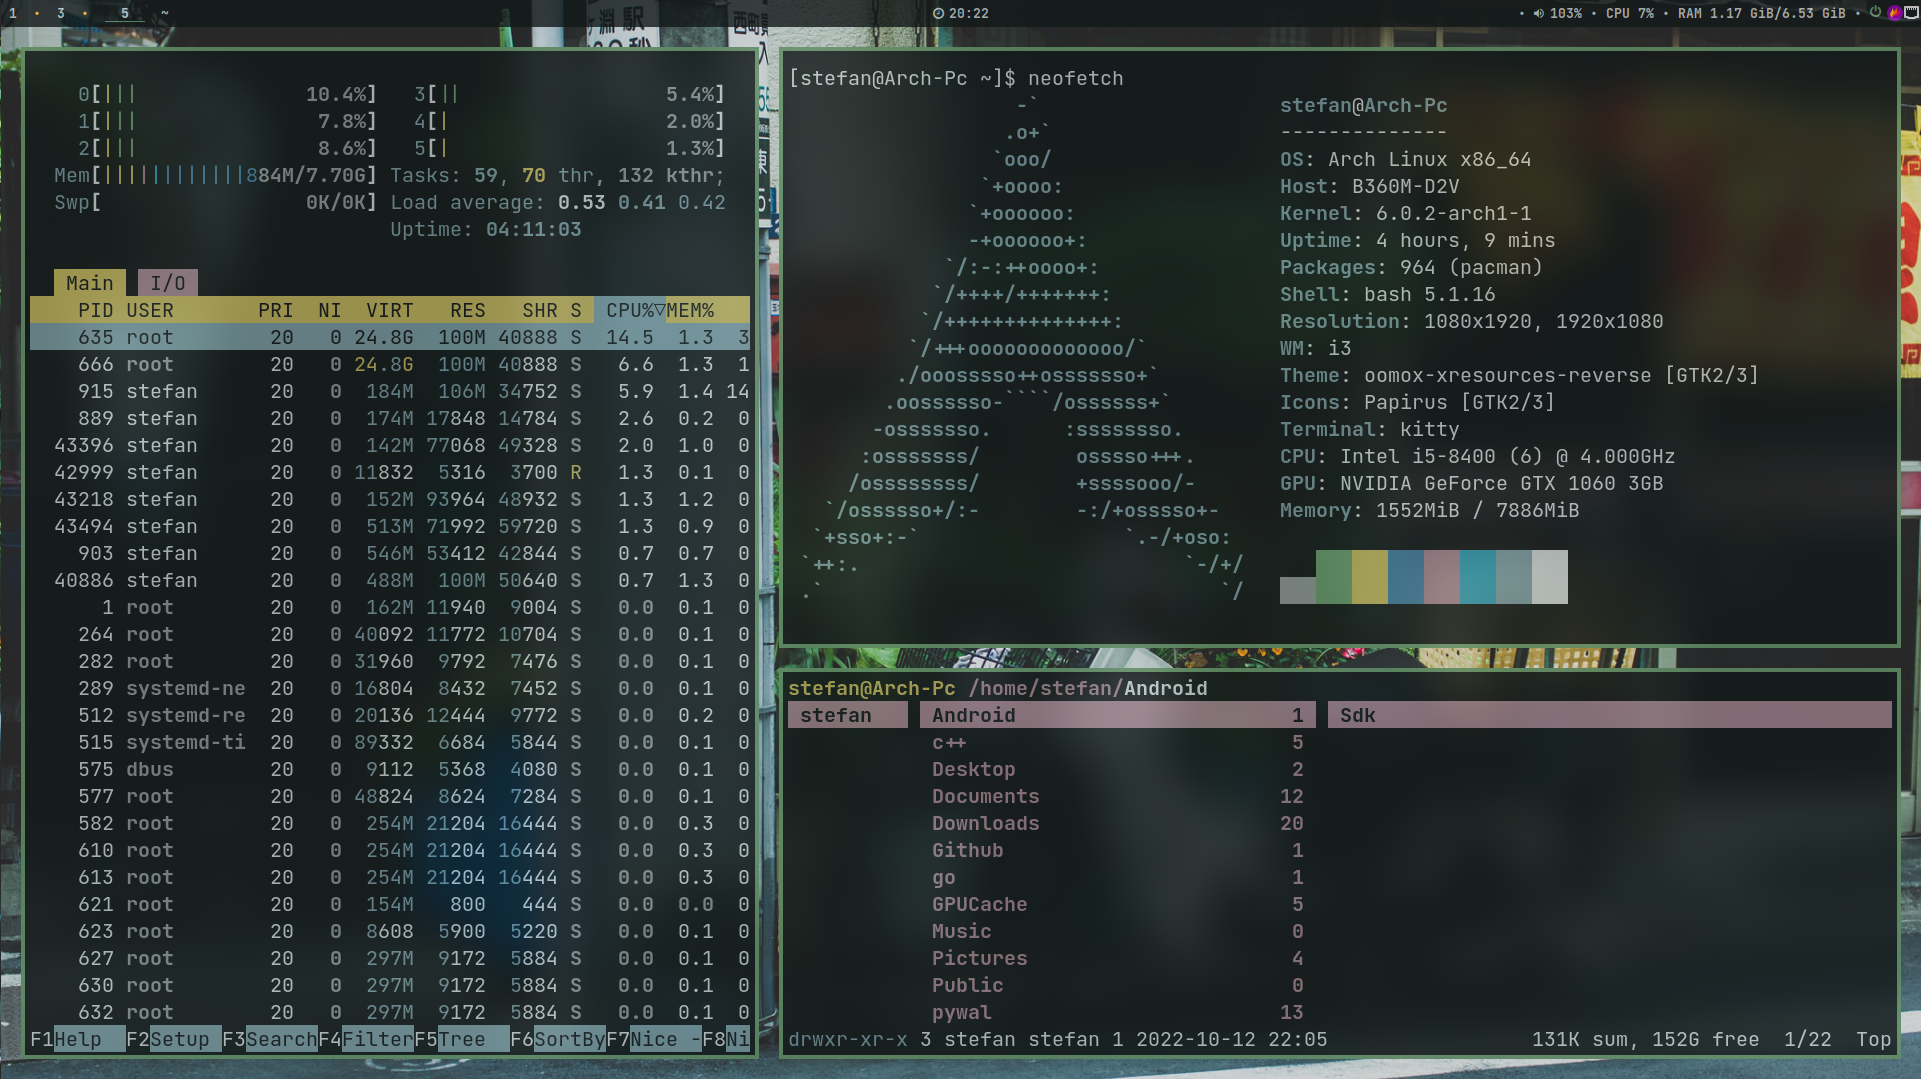 1 • 3 • 5 ~
20:22
• 103% • CPU 7% • RAM 1.17 GiB/6.53 GiB •
0[||| 10.4%] 3[|| 5.4%]
1[||| 7.8%] 4[| 2.0%]
2[||| 8.6%] 5[| 1.3%]
Mem[||||||||||||884M/7.70G] Tasks: 59, 70 thr, 132 kthr;
Swp[ 0K/0K] Load average: 0.53 0.41 0.42
Uptime: 04:11:03
Main I/O
PID USER PRI NI VIRT RES SHR S CPU%▽MEM%
635 root 20 0 24.8G 100M 40888 S 14.5 1.3 3
666 root 20 0 24.8G 100M 40888 S 6.6 1.3 1
915 stefan 20 0 184M 106M 34752 S 5.9 1.4 14
889 stefan 20 0 174M 17848 14784 S 2.6 0.2 0
43396 stefan 20 0 142M 77068 49328 S 2.0 1.0 0
42999 stefan 20 0 11832 5316 3700 R 1.3 0.1 0
43218 stefan 20 0 152M 93964 48932 S 1.3 1.2 0
43494 stefan 20 0 513M 71992 59720 S 1.3 0.9 0
903 stefan 20 0 546M 53412 42844 S 0.7 0.7 0
40886 stefan 20 0 488M 100M 50640 S 0.7 1.3 0
1 root 20 0 162M 11940 9004 S 0.0 0.1 0
264 root 20 0 40092 11772 10704 S 0.0 0.1 0
282 root 20 0 31960 9792 7476 S 0.0 0.1 0
289 systemd-ne 20 0 16804 8432 7452 S 0.0 0.1 0
512 systemd-re 20 0 20136 12444 9772 S 0.0 0.2 0
515 systemd-ti 20 0 89332 6684 5844 S 0.0 0.1 0
575 dbus 20 0 9112 5368 4080 S 0.0 0.1 0
577 root 20 0 48824 8624 7284 S 0.0 0.1 0
582 root 20 0 254M 21204 16444 S 0.0 0.3 0
610 root 20 0 254M 21204 16444 S 0.0 0.3 0
613 root 20 0 254M 21204 16444 S 0.0 0.3 0
621 root 20 0 154M 800 444 S 0.0 0.0 0
623 root 20 0 8608 5900 5220 S 0.0 0.1 0
627 root 20 0 297M 9172 5884 S 0.0 0.1 0
630 root 20 0 297M 9172 5884 S 0.0 0.1 0
632 root 20 0 297M 9172 5884 S 0.0 0.1 0
F1Help F2Setup F3SearchF4FilterF5Tree F6SortByF7Nice -F8Ni
[stefan@Arch-Pc ~]$ neofetch
-`
.o+` stefan@Arch-Pc
`ooo/ --------------
`+oooo: OS: Arch Linux x86_64
`+oooooo: Host: B360M-D2V
-+oooooo+: Kernel: 6.0.2-arch1-1
`/:-:++oooo+: Uptime: 4 hours, 9 mins
`/++++/+++++++: Packages: 964 (pacman)
`/++++++++++++++: Shell: bash 5.1.16
`/+++ooooooooooooo/` Resolution: 1080x1920, 1920x1080
./ooosssso++osssssso+` WM: i3
.oossssso-````/ossssss+` Theme: oomox-xresources-reverse [GTK2/3]
-osssssso. :ssssssso. Icons: Papirus [GTK2/3]
:osssssss/ osssso+++. Terminal: kitty
/ossssssss/ +ssssooo/- CPU: Intel i5-8400 (6) @ 4.000GHz
`/ossssso+/:- -:/+osssso+- GPU: NVIDIA GeForce GTX 1060 3GB
`+sso+:-` `.-/+oso: Memory: 1552MiB / 7886MiB
`++:. `-/+/
.` `/
stefan@Arch-Pc /home/stefan/Android
stefan Android 1 Sdk
c++ 5
Desktop 2
Documents 12
Downloads 20
Github 1
go 1
GPUCache 5
Music 0
Pictures 4
Public 0
pywal 13
drwxr-xr-x 3 stefan stefan 1 2022-10-12 22:05 131K sum, 152G free 1/22 Top